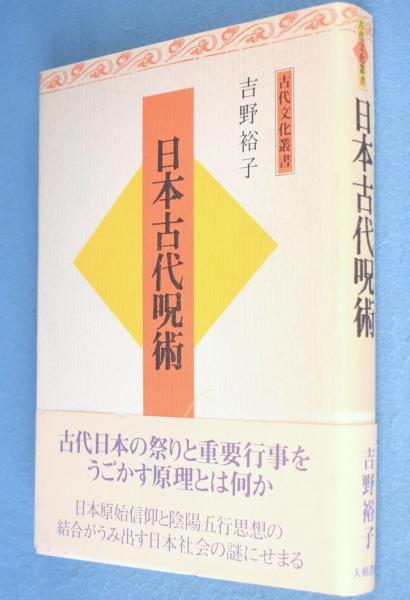 古代文化叢書
吉野裕子
日本古代呪術
古代日本の祭りと重要行事を
うごかす原理とは何か
日本原始信仰と陰陽五行思想の
結合がうみ出す日本社会の謎にせまる
古代文化叢書
日本古代呪術
吉野裕子
大和書